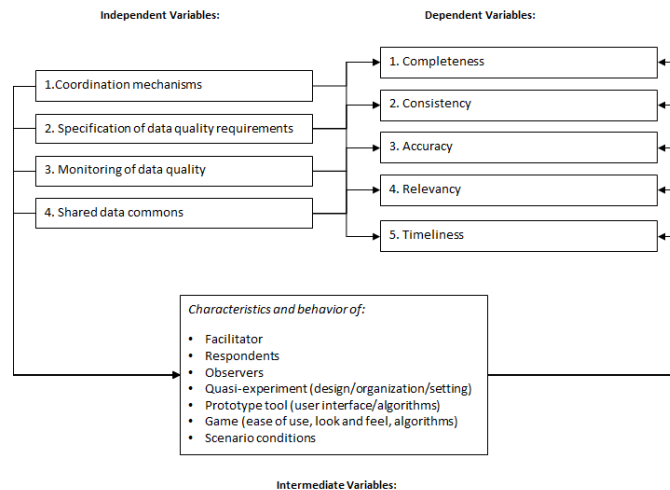 Independent Variables:
Dependent Variables:
1.Coordination mechanisms
2. Specification of data quality requirements
3. Monitoring of data quality
4. Shared data commons
1. Completeness
2. Consistency
3. Accuracy
4. Relevancy
5. Timeliness
Characteristics and behavior of:
• Facilitator
• Respondents
• Observers
• Quasi-experiment (design/organization/setting)
• Prototype tool (user interface/algorithms)
• Game (ease of use, look and feel, algorithms)
• Scenario conditions
Intermediate Variables: